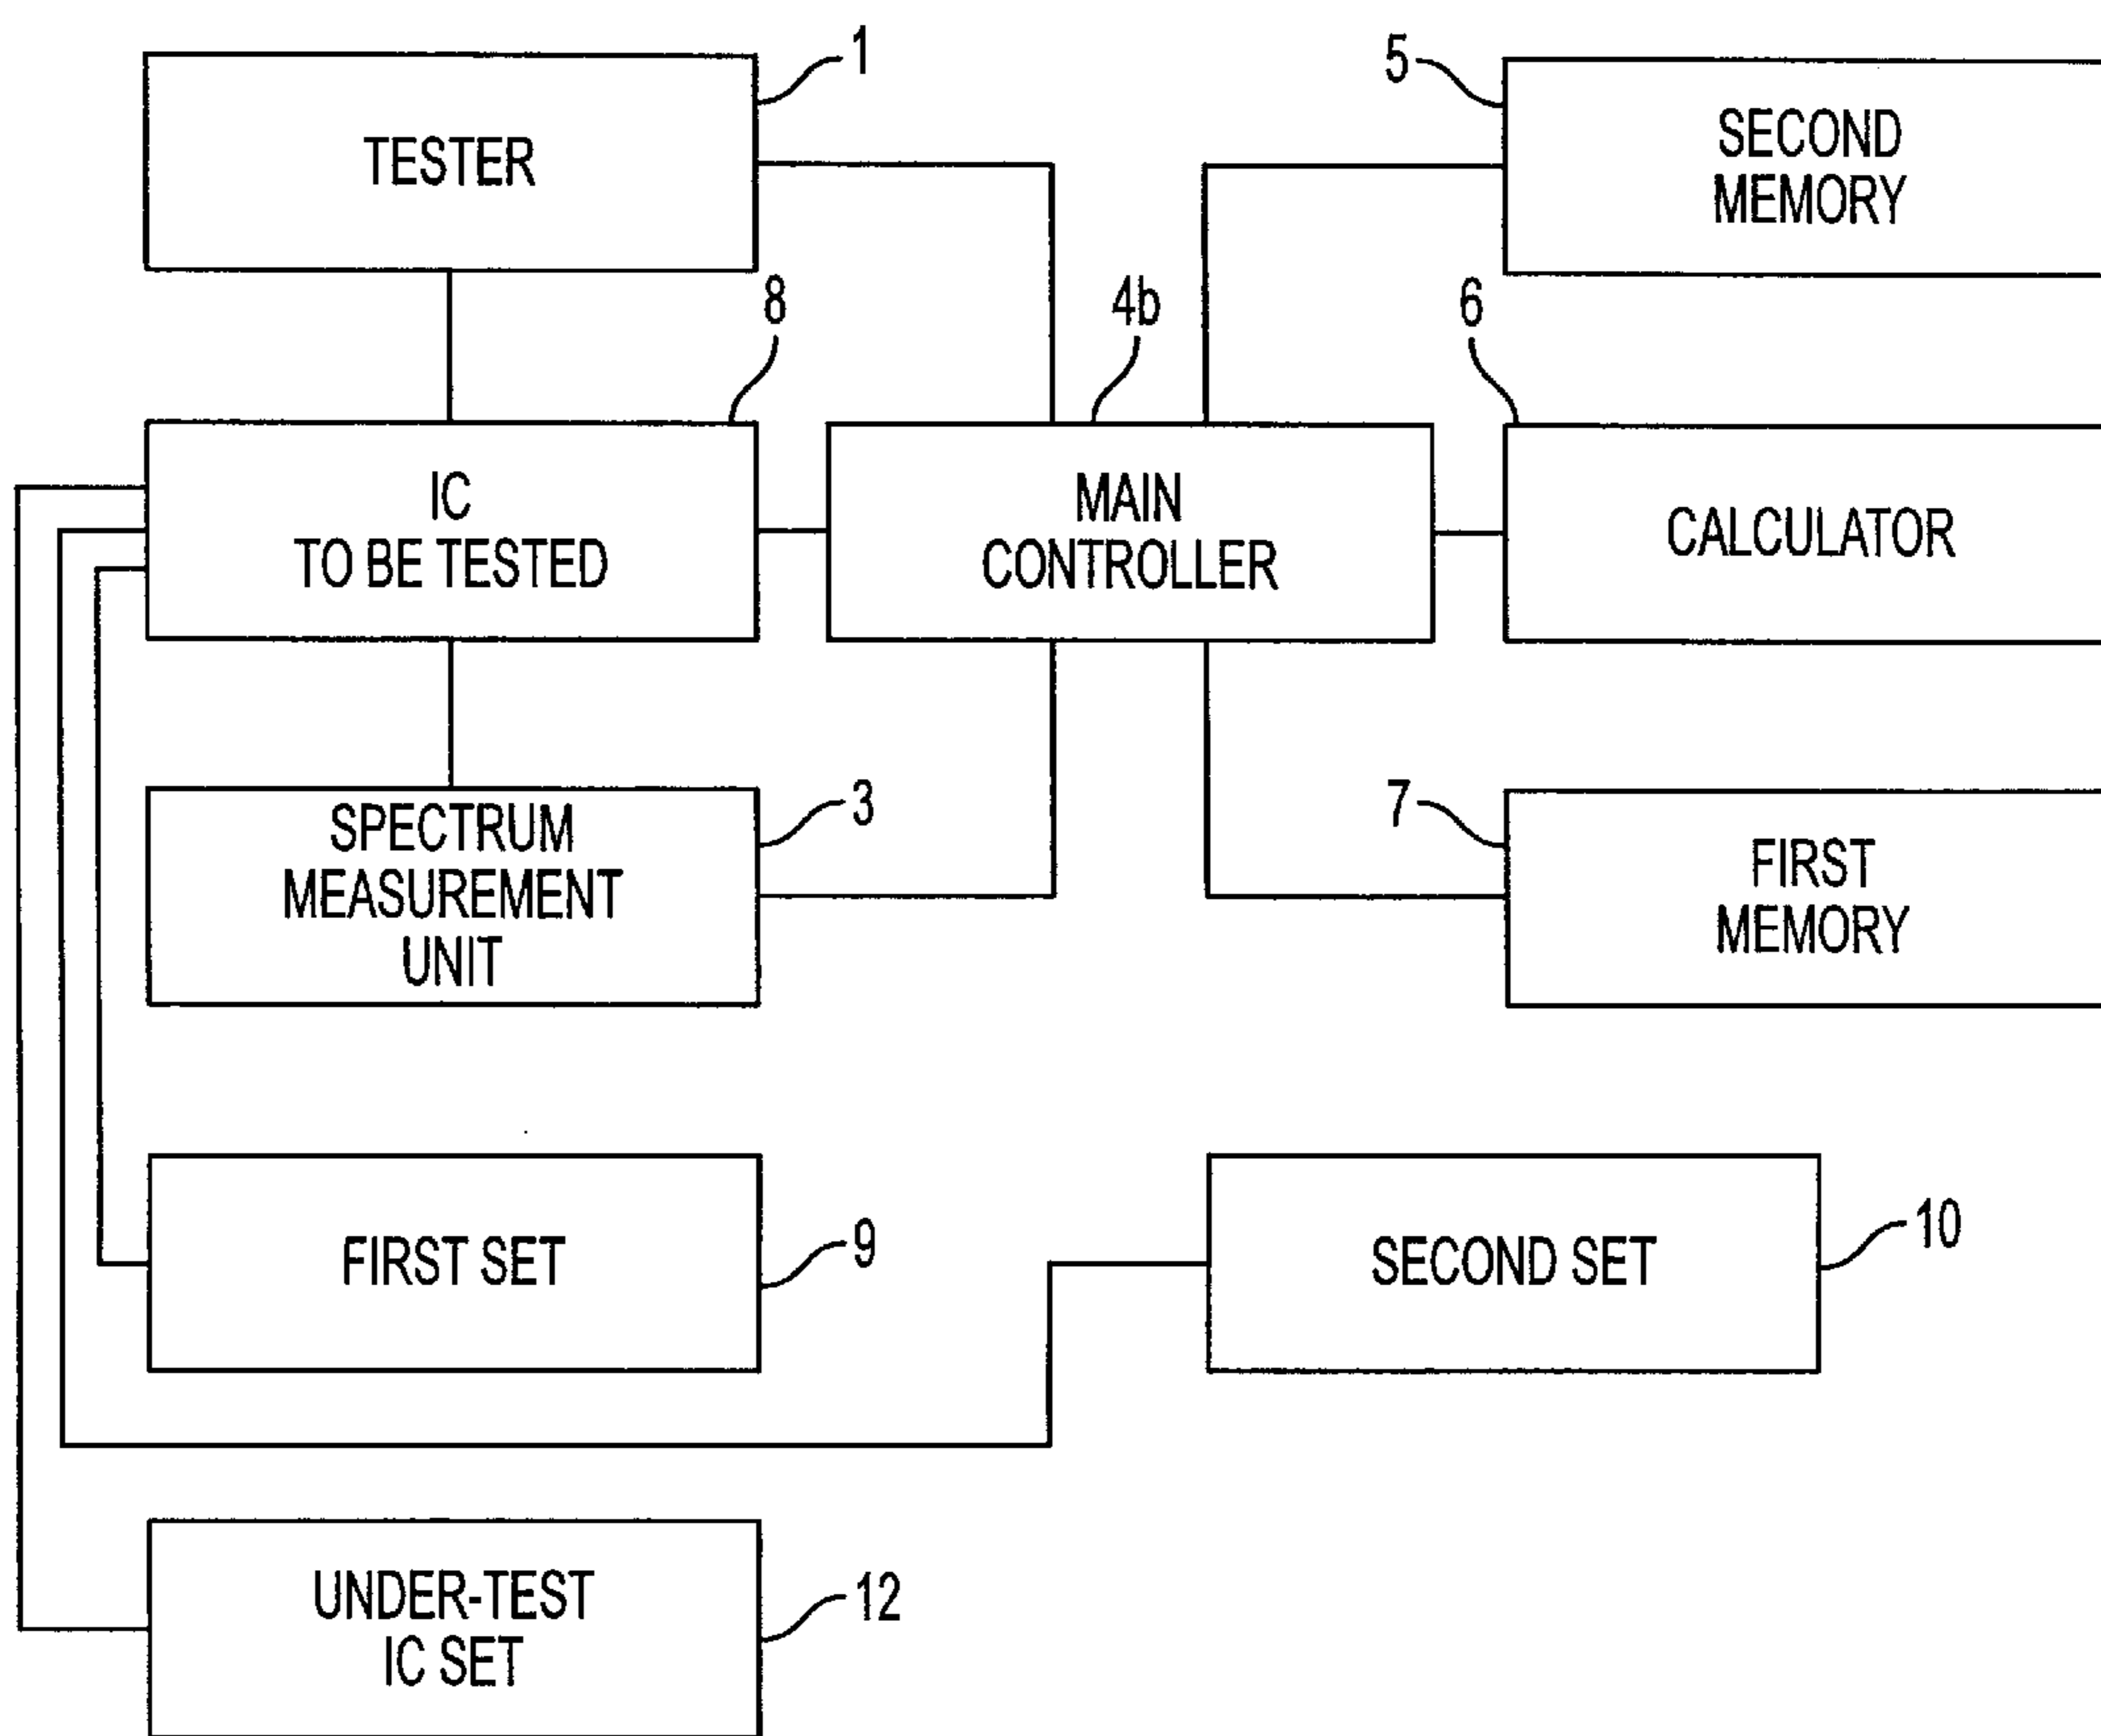 1
TESTER
5
SECOND
MEMORY
8
IC
TO BE TESTED
4b
MAIN
CONTROLLER
6
CALCULATOR
SPECTRUM
MEASUREMENT
UNIT
3
7
FIRST
MEMORY
FIRST SET
9
SECOND SET
10
UNDER-TEST
IC SET
12